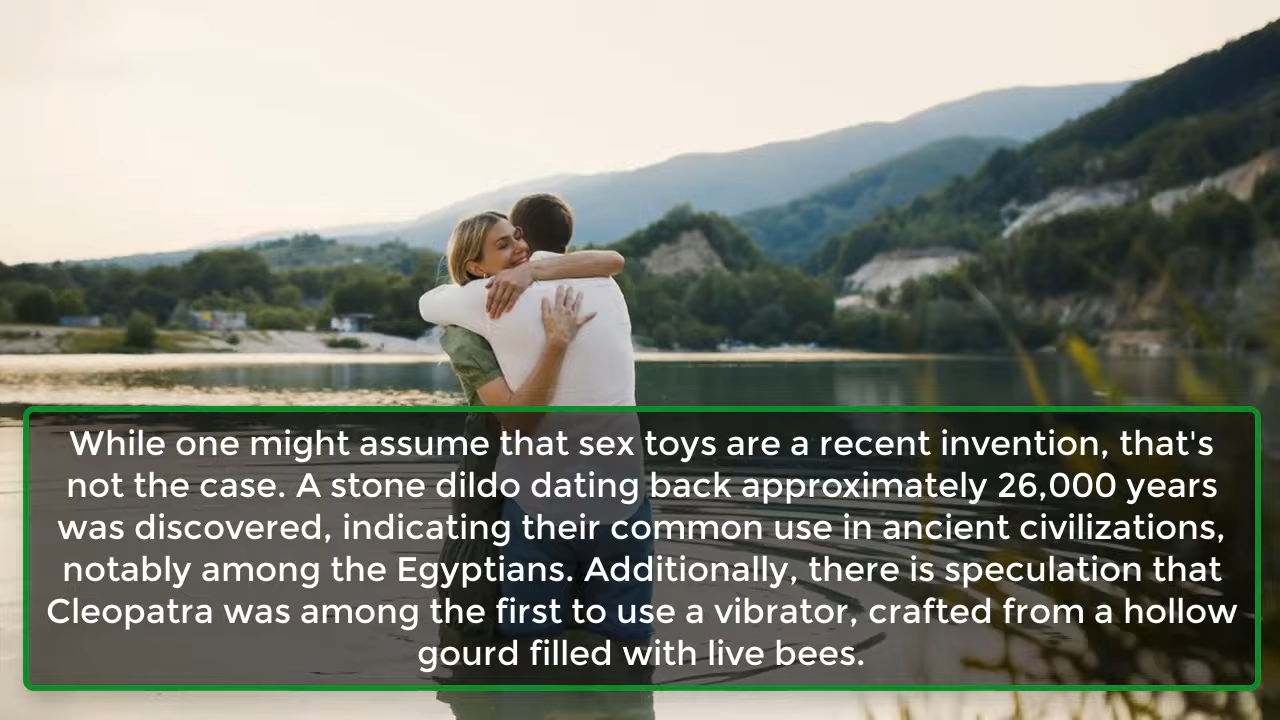 While one might assume that sex toys are a recent invention, that's
not the case. A stone dildo dating back approximately 26,000 years
was discovered, indicating their common use in ancient civilizations,
notably among the Egyptians. Additionally, there is speculation that
Cleopatra was among the first to use a vibrator, crafted from a hollow
gourd filled with live bees.